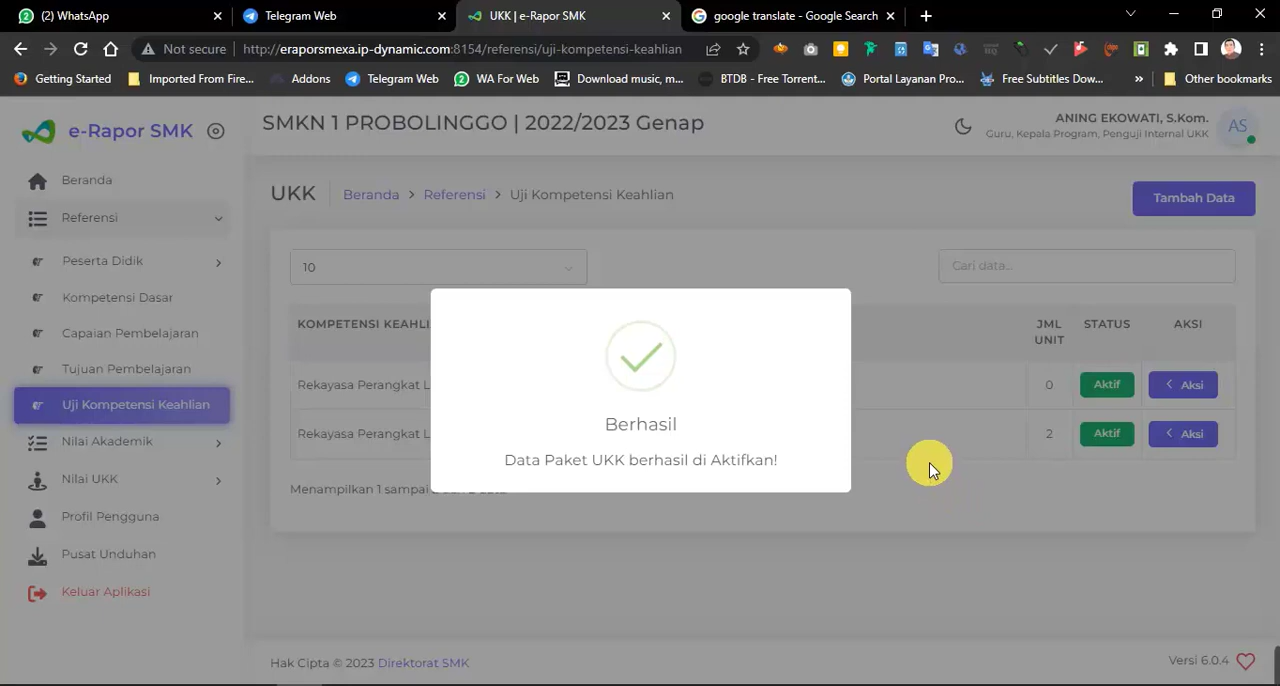 (2) WhatsApp
Telegram Web
UKK | e-Rapor SMK
google translate - Google Search
Not secure
http://eraporsmexa.ip-dynamic.com:8154/referensi/uji-kompetensi-keahlian
Getting Started
Imported From Fire...
Addons
Telegram Web
WA For Web
Download music, m...
BTDB - Free Torrent...
Portal Layanan Pro...
Free Subtitles Dow...
»
Other bookmarks
e-Rapor SMK
SMKN 1 PROBOLINGGO | 2022/2023 Genap
ANING EKOWATI, S.Kom.
Guru, Kepala Program, Penguji Internal UKK
AS
Beranda
Referensi
Peserta Didik
Kompetensi Dasar
Capaian Pembelajaran
Tujuan Pembelajaran
Uji Kompetensi Keahlian
Nilai Akademik
Nilai UKK
Profil Pengguna
Pusat Unduhan
Keluar Aplikasi
UKK
Beranda > Referensi > Uji Kompetensi Keahlian
Tambah Data
10
Cari data...
KOMPETENSI KEAHLI
JML
UNIT
STATUS
AKSI
Rekayasa Perangkat L
0
Aktif
Aksi
Rekayasa Perangkat L
2
Aktif
Aksi
Berhasil
Data Paket UKK berhasil di Aktifkan!
Menampilkan 1 sampai
Hak Cipta © 2023 Direktorat SMK
Versi 6.0.4